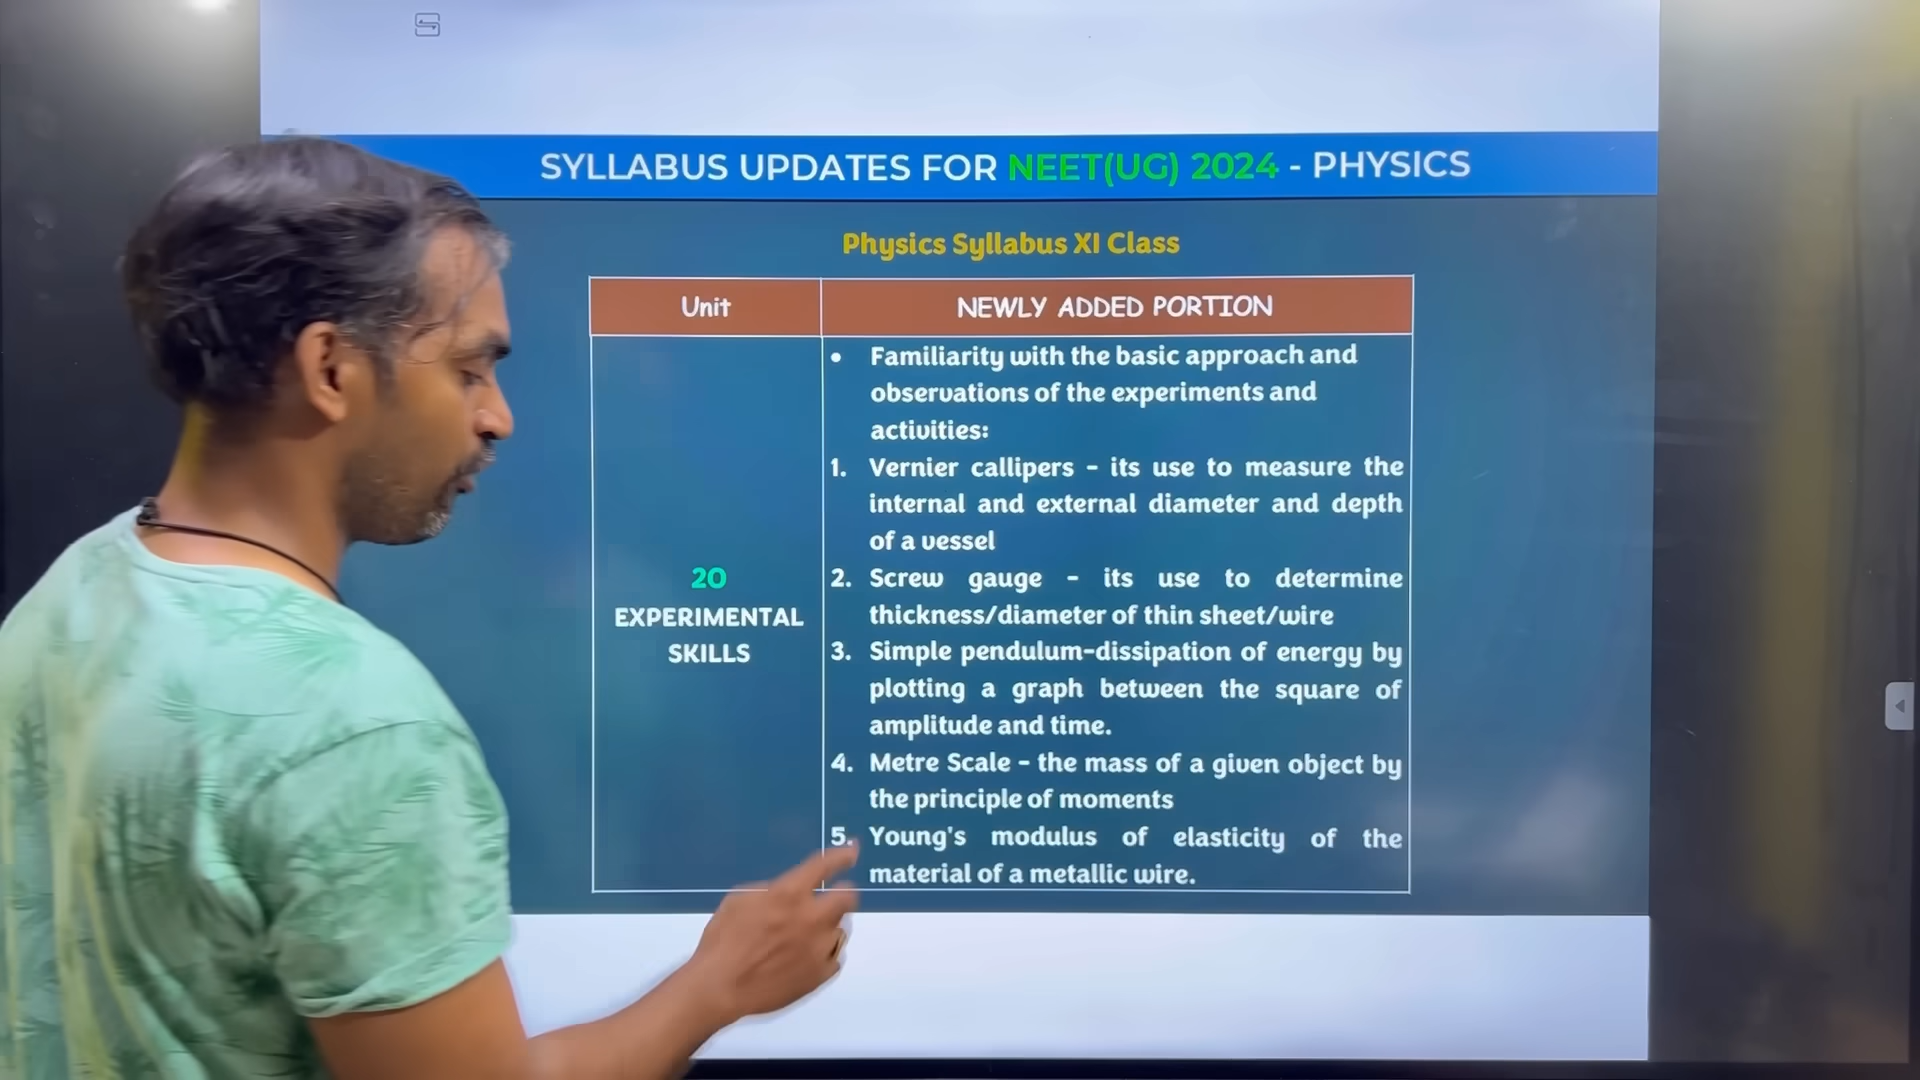 SYLLABUS UPDATES FOR NEET(UG) 2024 - PHYSICS
Physics Syllabus XI Class
Unit
NEWLY ADDED PORTION
20
EXPERIMENTAL
SKILLS
• Familiarity with the basic approach and
observations of the experiments and
activities:
1. Vernier callipers - its use to measure the
internal and external diameter and depth
of a vessel
2. Screw gauge - its use to determine
thickness/diameter of thin sheet/wire
3. Simple pendulum-dissipation of energy by
plotting a graph between the square of
amplitude and time.
4. Metre Scale - the mass of a given object by
the principle of moments
5. Young's modulus of elasticity of the
material of a metallic wire.